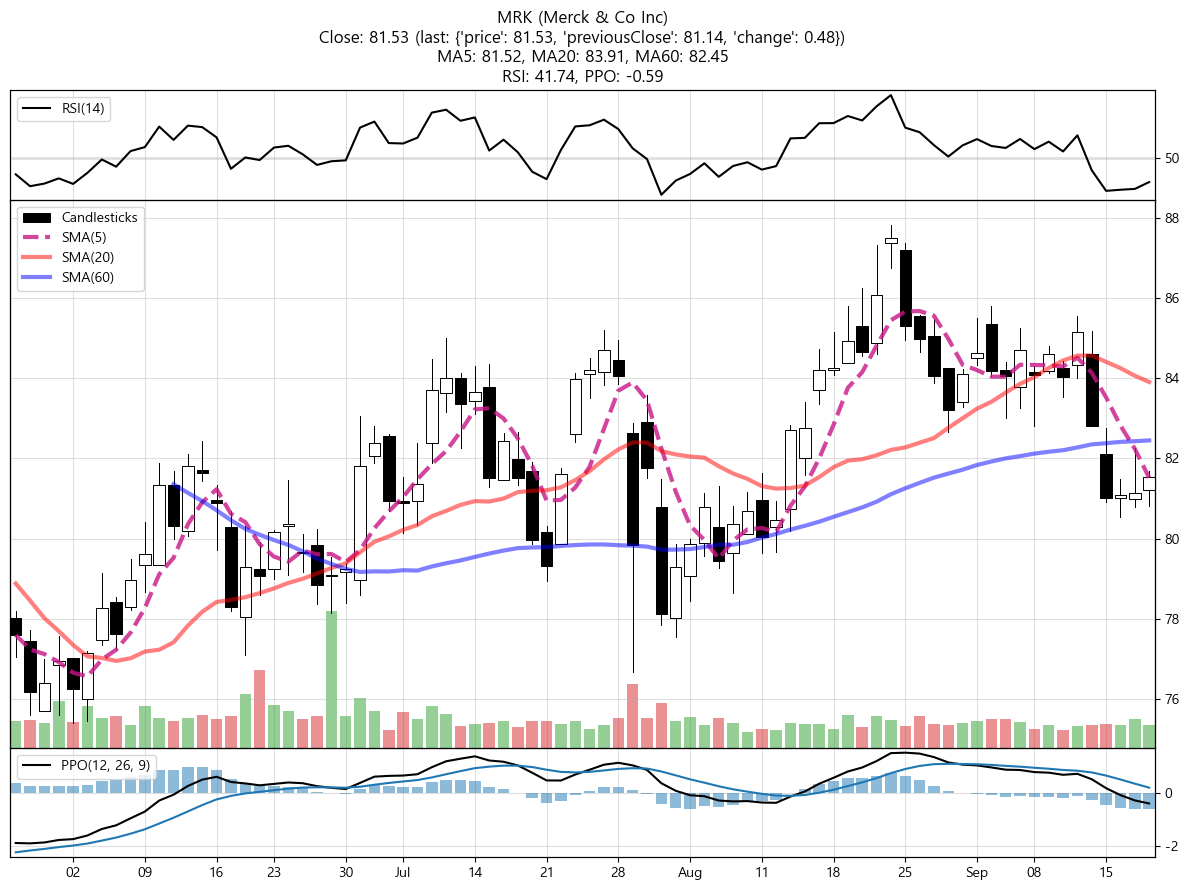 MRK (Merck & Co Inc)
Close: 81.53 (last: {'price': 81.53, 'previousClose': 81.14, 'change': 0.48})
MA5: 81.52, MA20: 83.91, MA60: 82.45
RSI: 41.74, PPO: -0.59
RSI(14)
50
Candlesticks
SMA(5)
SMA(20)
SMA(60)
88
86
84
82
80
78
76
PPO(12, 26, 9)
0
-2
02 09 16 23 30 Jul 14 21 28 Aug 11 18 25 Sep 08 15